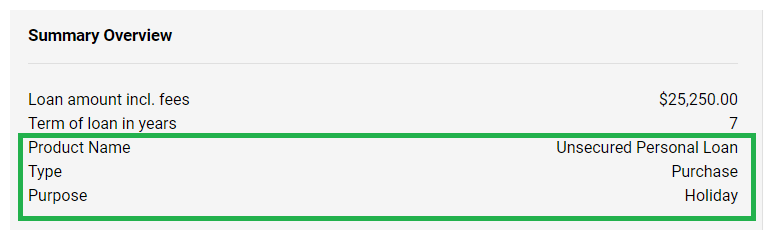 Summary Overview
Loan amount incl. fees $25,250.00
Term of loan in years 7
Product Name Unsecured Personal Loan
Type Purchase
Purpose Holiday